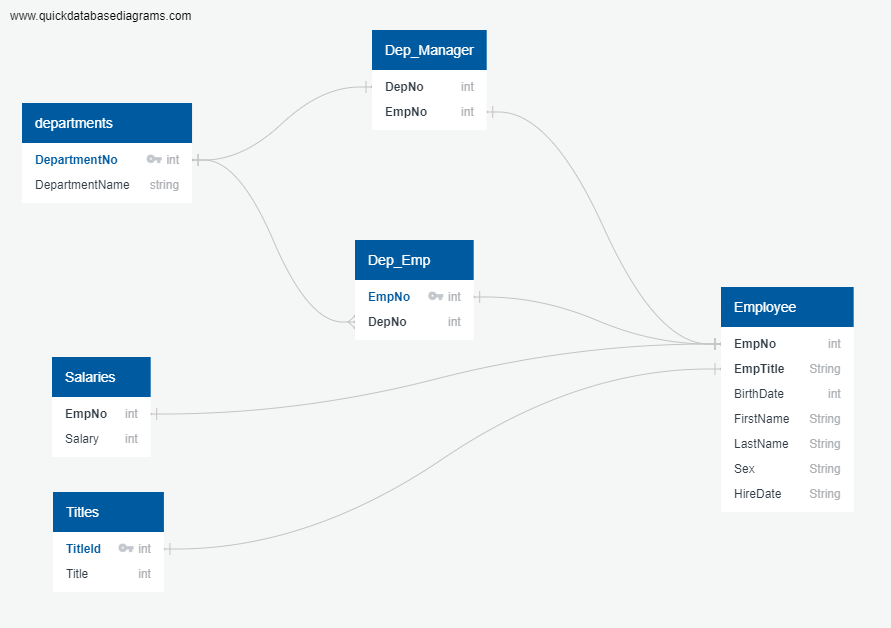 www.quickdatabasediagrams.com
Dep_Manager
DepNo int
EmpNo int
departments
DepartmentNo int
DepartmentName string
Dep_Emp
EmpNo int
DepNo int
Employee
EmpNo int
EmpTitle String
BirthDate int
FirstName String
LastName String
Sex String
HireDate String
Salaries
EmpNo int
Salary int
Titles
TitleId int
Title int